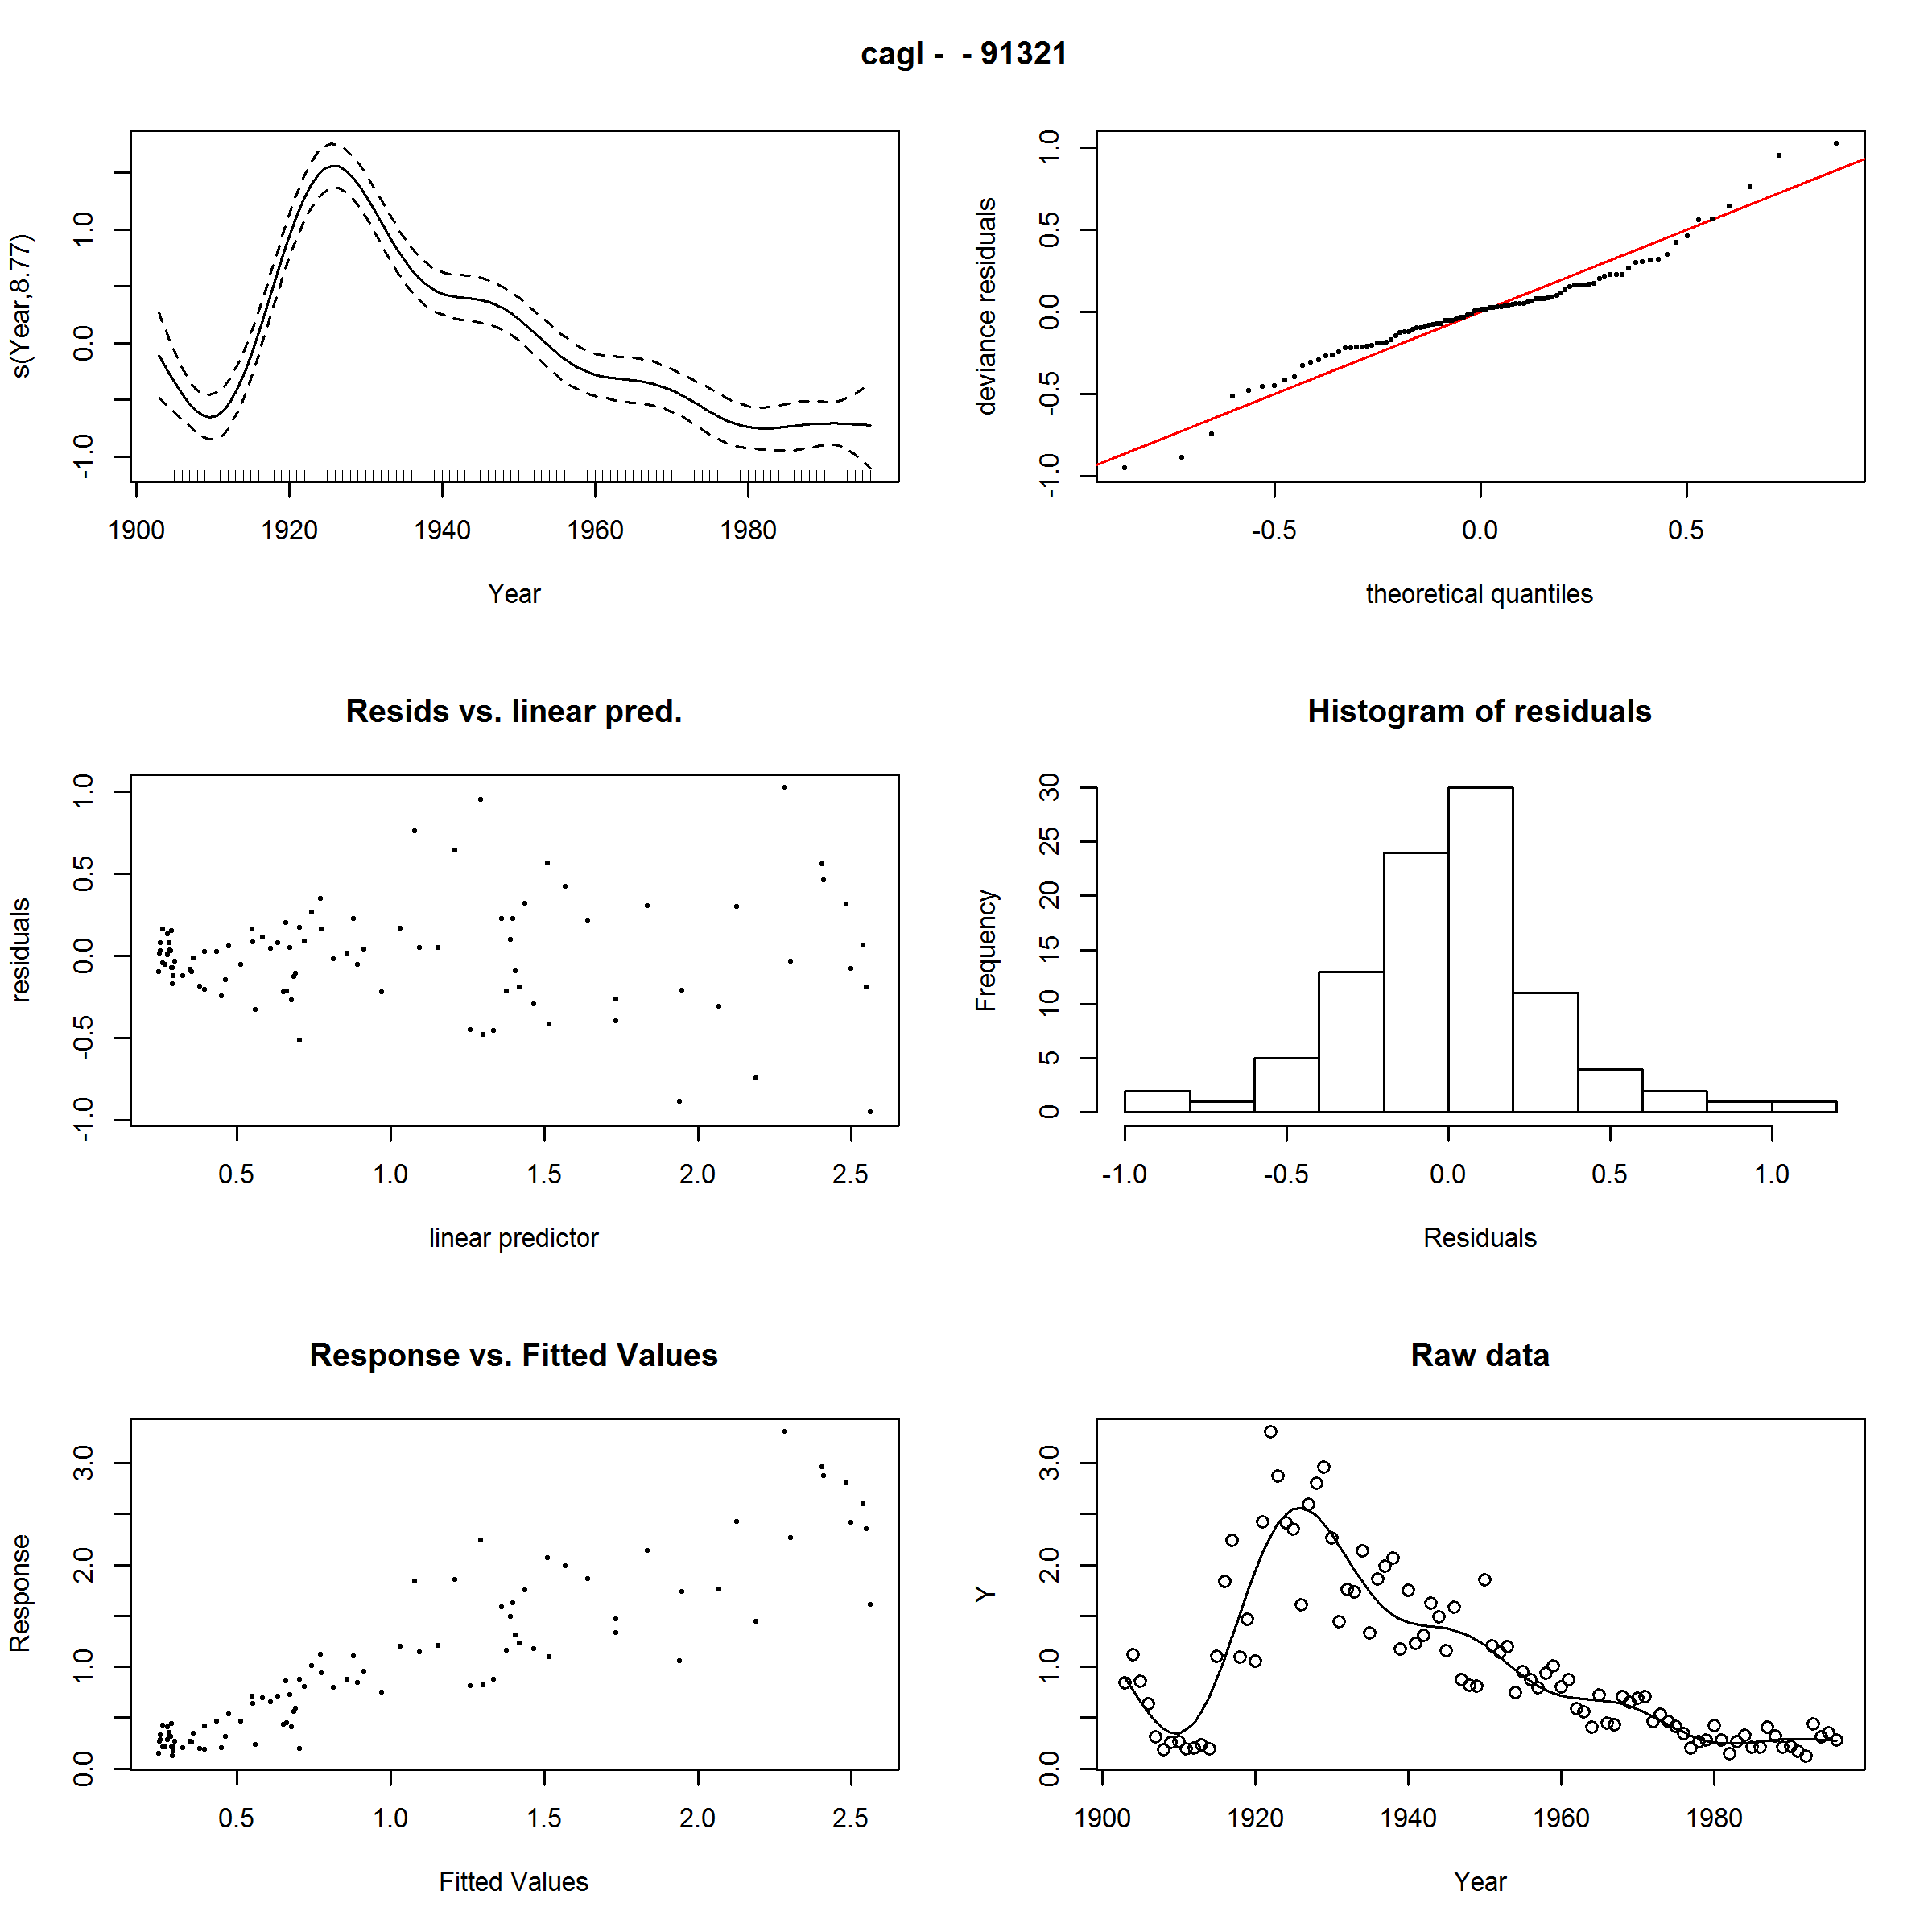 cagl -  - 91321
s(Year,8.77)
-1.0 0.0 1.0
1900 1920 1940 1960 1980
Year
deviance residuals
-1.0 -0.5 0.0 0.5 1.0
-0.5 0.0 0.5
theoretical quantiles
Resids vs. linear pred.
residuals
-1.0 -0.5 0.0 0.5 1.0
0.5 1.0 1.5 2.0 2.5
linear predictor
Histogram of residuals
Frequency
0 5 10 15 20 25 30
-1.0 -0.5 0.0 0.5 1.0
Residuals
Response vs. Fitted Values
Response
0.0 1.0 2.0 3.0
0.5 1.0 1.5 2.0 2.5
Fitted Values
Raw data
Y
0.0 1.0 2.0 3.0
1900 1920 1940 1960 1980
Year